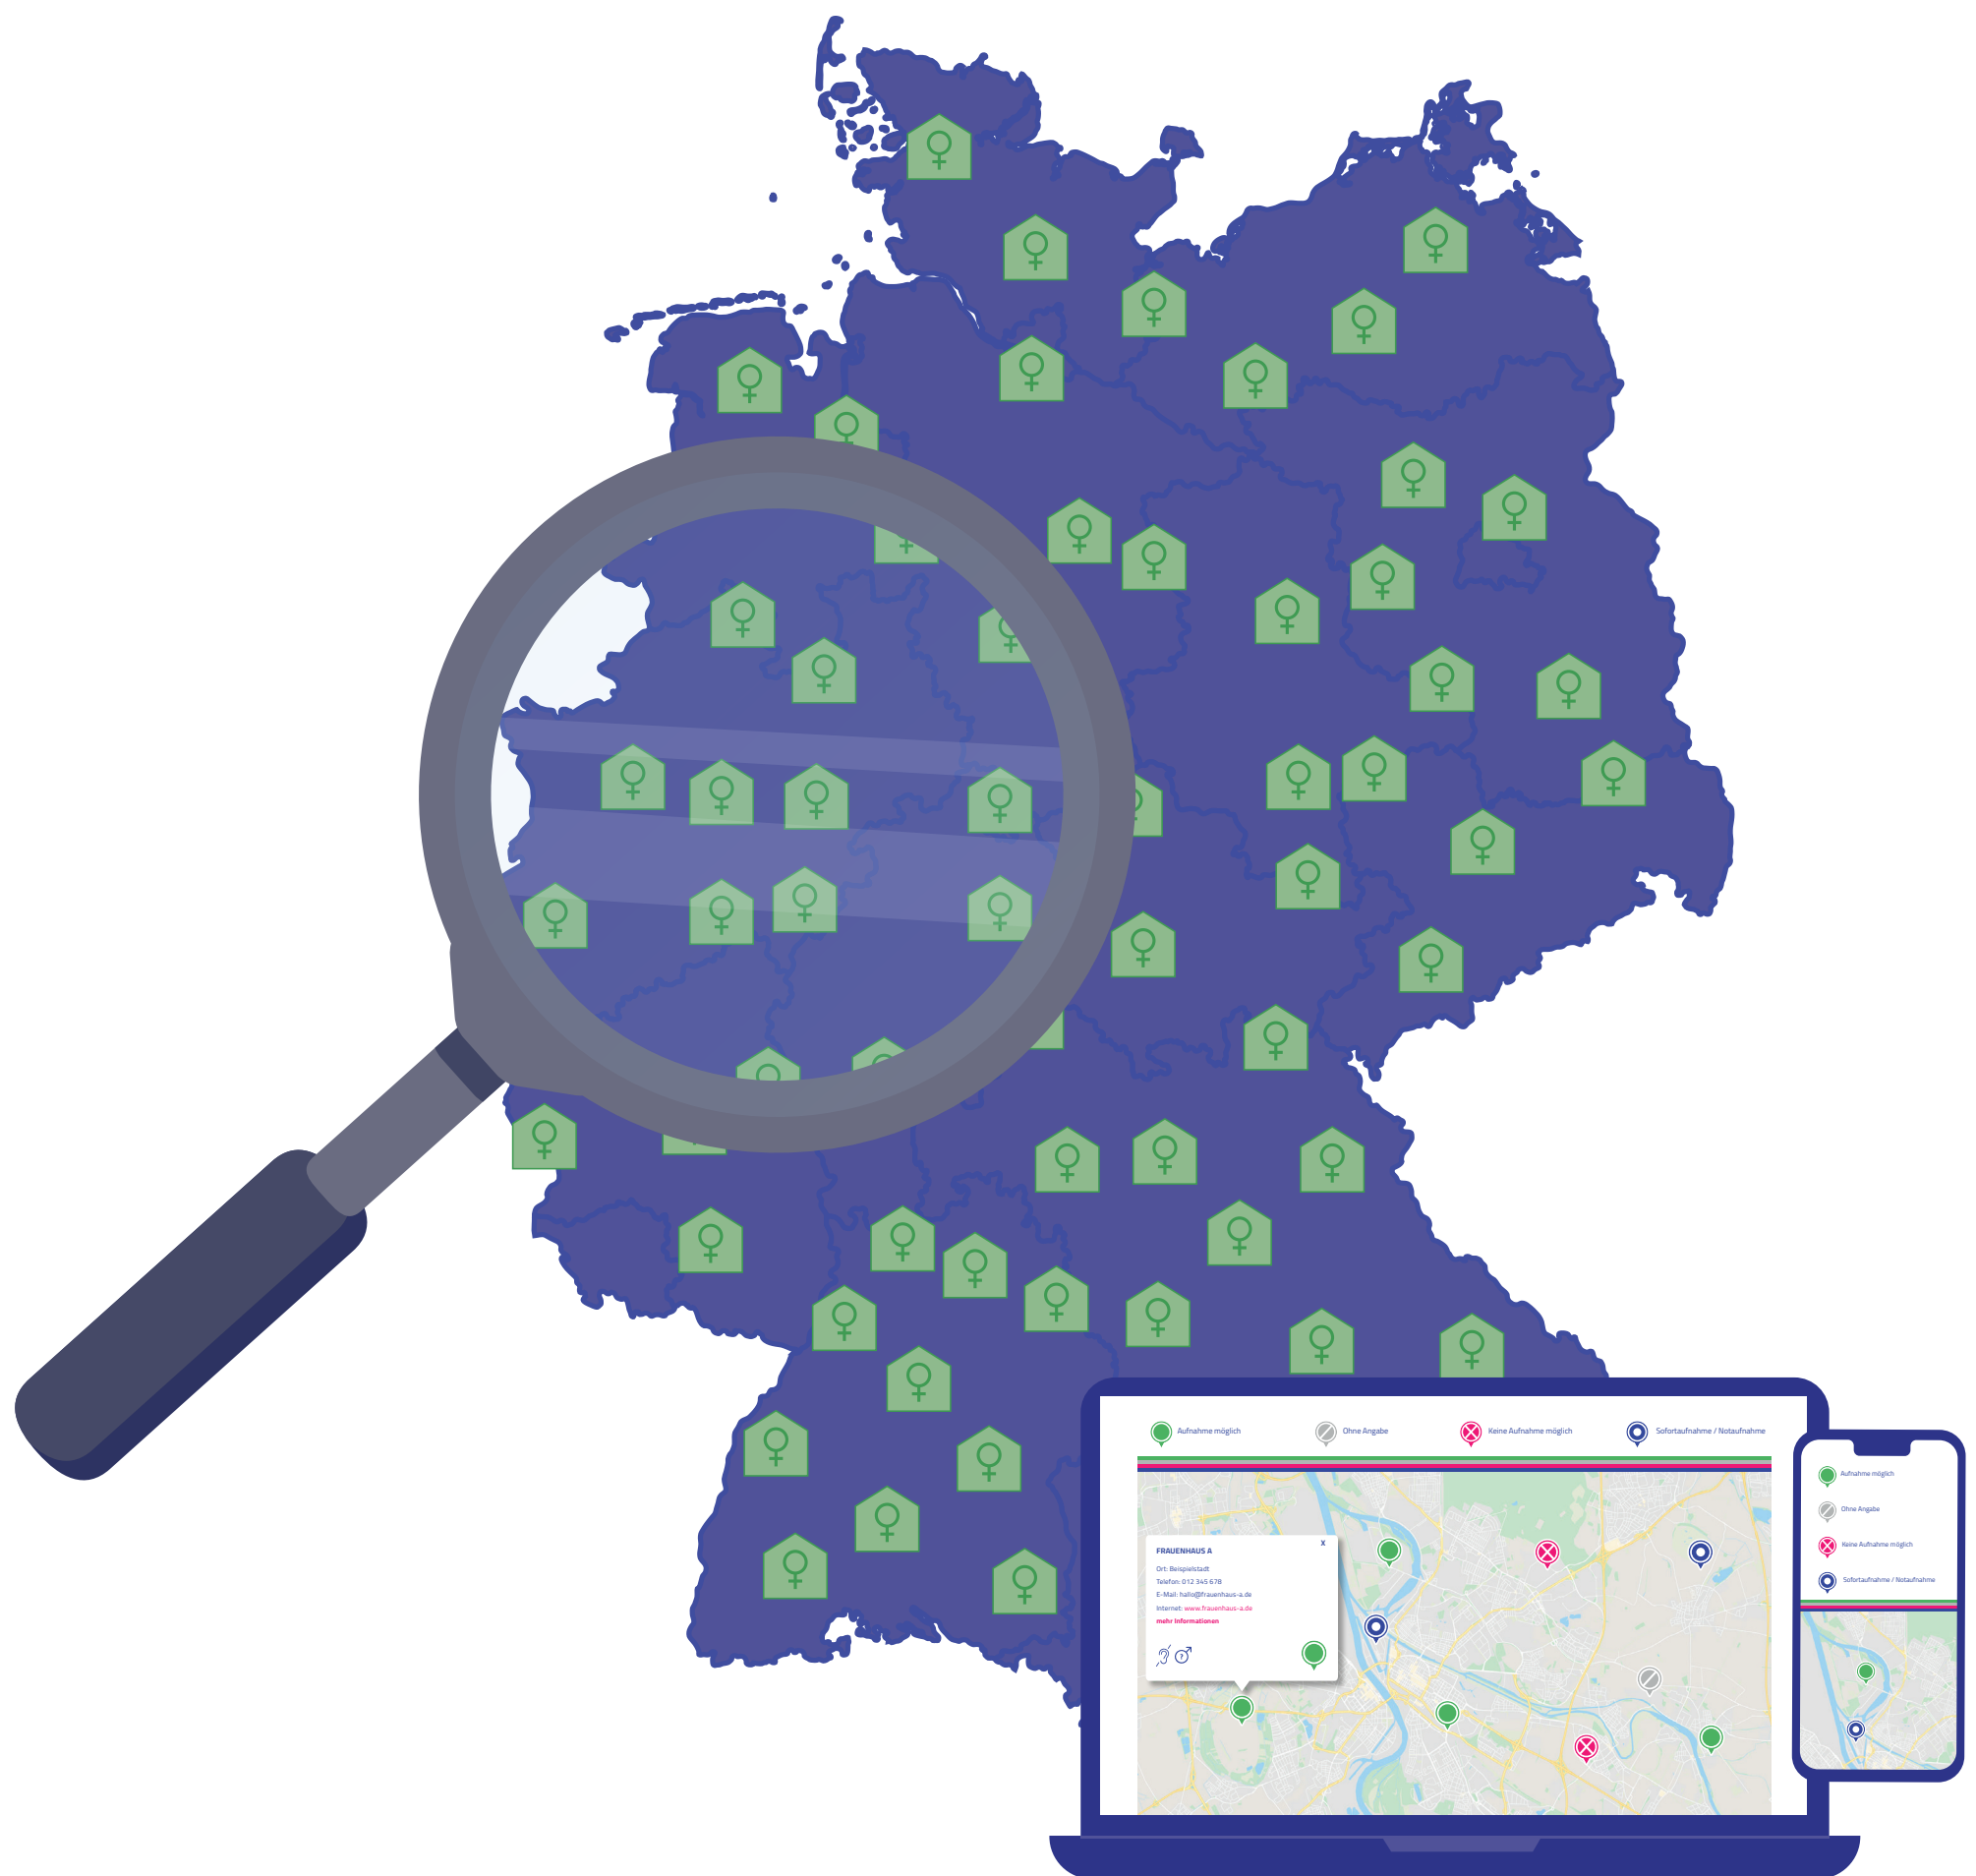 Aufnahme möglich
Ohne Angabe
Keine Aufnahme möglich
Sofortaufnahme / Notaufnahme
X
FRAUENHAUS A
Ort: Beispielstadt
Telefon: 012 345 678
E-Mail: hallo@frauenhaus-a.de
Internet: www.frauenhaus-a.de
mehr Informationen
Aufnahme möglich
Ohne Angabe
Keine Aufnahme möglich
Sofortaufnahme / Notaufnahme